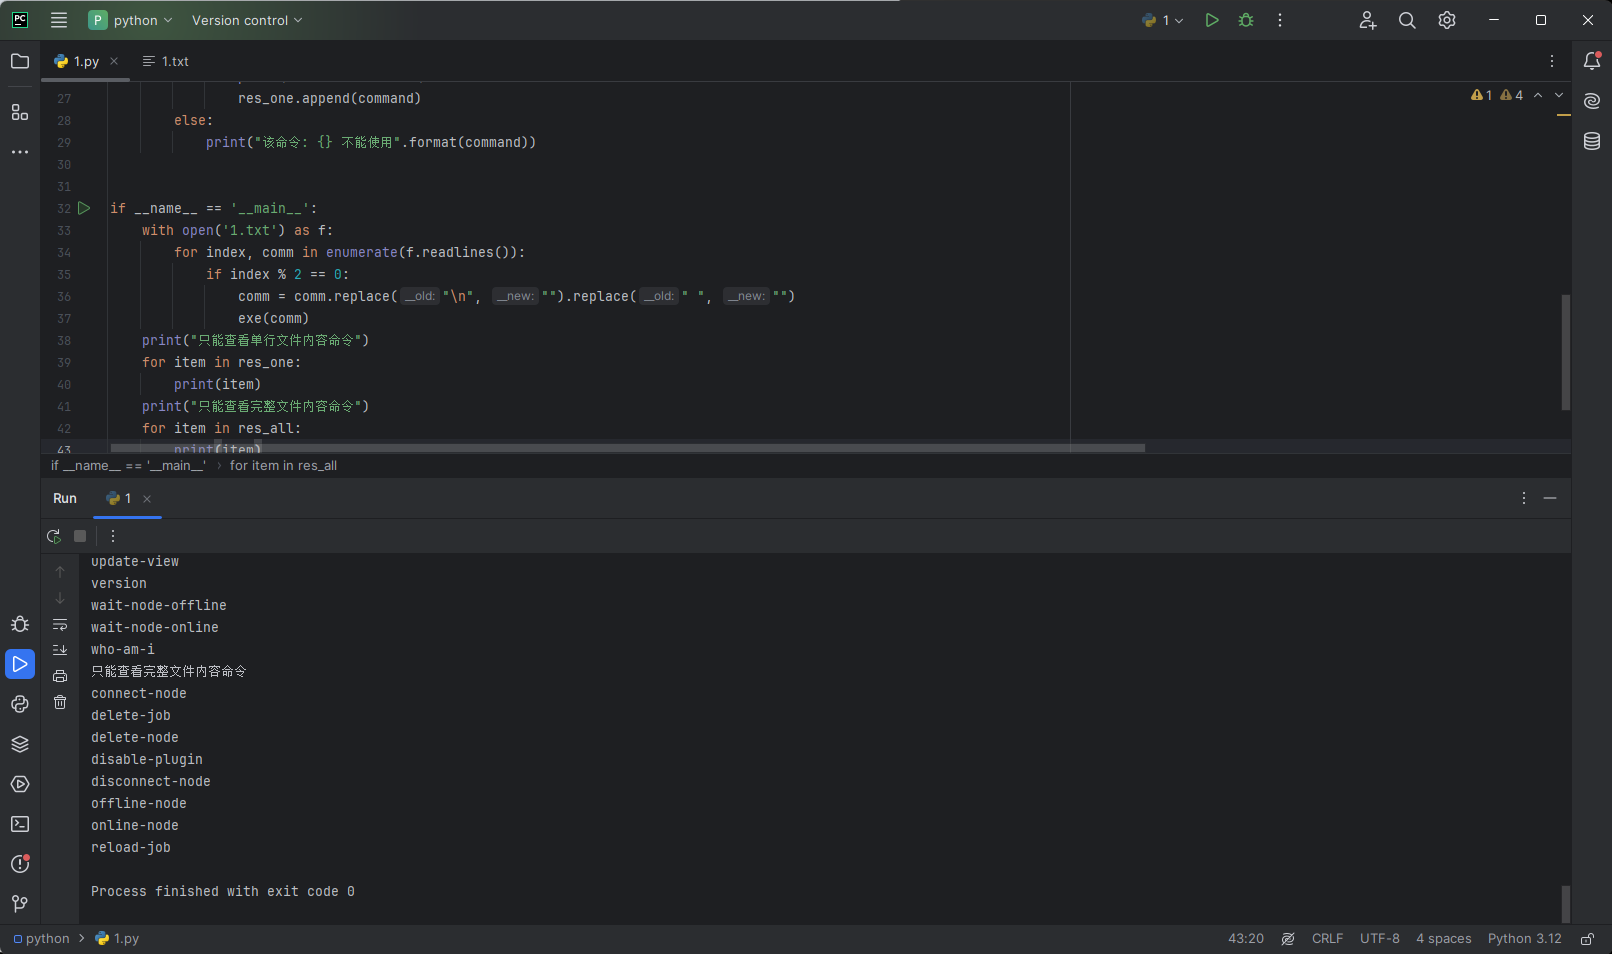 PC P python Version control 1
1.py 1.txt
1 4
27 res_one.append(command)
28 else:
29 print("该命令: {} 不能使用".format(command))
30
31
32 if __name__ == '__main__':
33 with open('1.txt') as f:
34 for index, comm in enumerate(f.readlines()):
35 if index % 2 == 0:
36 comm = comm.replace( __old: "\n", __new: "").replace( __old: " ", __new: "")
37 exe(comm)
38 print("只能查看单行文件内容命令")
39 for item in res_one:
40 print(item)
41 print("只能查看完整文件内容命令")
42 for item in res_all:
43 print(item)
if __name__ == '__main__' › for item in res_all
Run 1
update-view
version
wait-node-offline
wait-node-online
who-am-i
只能查看完整文件内容命令
connect-node
delete-job
delete-node
disable-plugin
disconnect-node
offline-node
online-node
reload-job
Process finished with exit code 0
python › 1.py 43:20 CRLF UTF-8 4 spaces Python 3.12